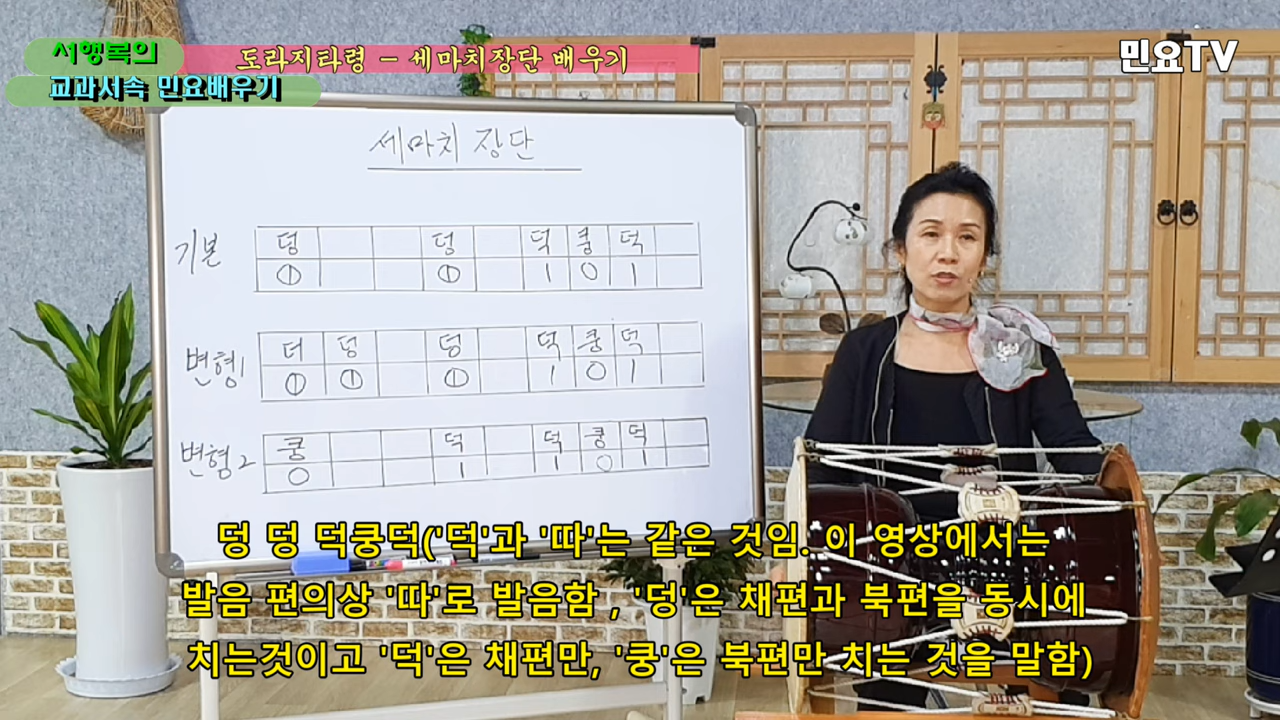 서행록의
교과서속 민요배우기
도라지타령 - 세마치장단 배우기
민요TV
세마치 장단
기본 덩 덩 덕 쿵 덕
변형1 더 덩 덩 덕 쿵 덕
변형2 쿵 덕 덕 쿵 덕
덩 덩 덕쿵덕('덕'과 '따'는 같은 것임. 이 영상에서는
발음 편의상 '따'로 발음함 , '덩'은 채편과 북편을 동시에
치는것이고 '덕'은 채편만, '쿵'은 북편만 치는 것을 말함)